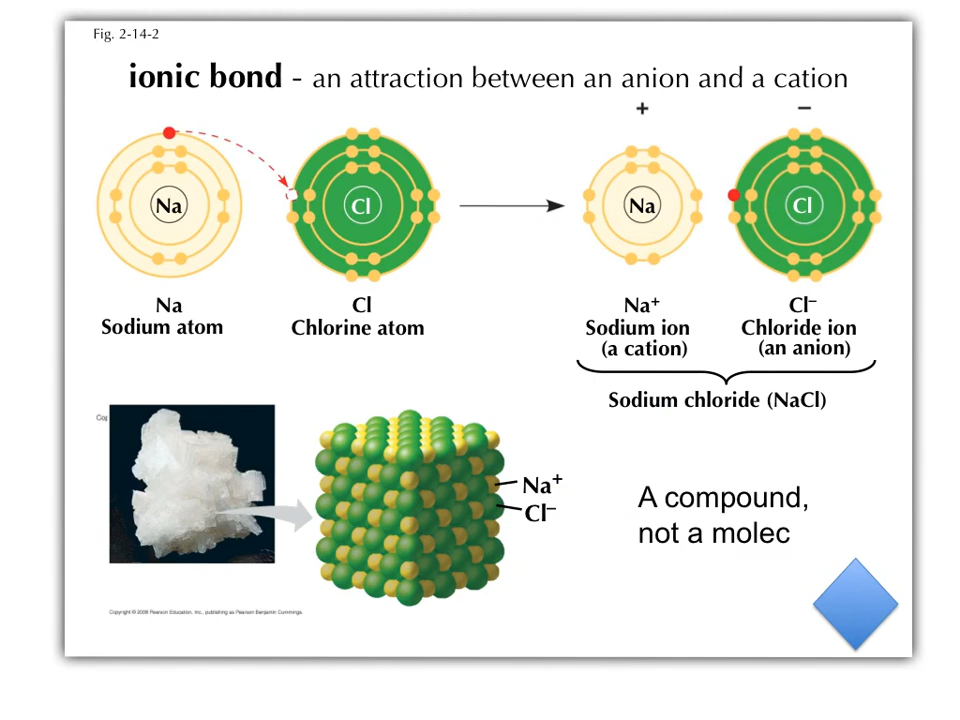 Fig. 2-14-2
ionic bond - an attraction between an anion and a cation
+ −
Na Cl Na Cl
Na Cl Na⁺ Cl⁻
Sodium atom Chlorine atom Sodium ion Chloride ion
(a cation) (an anion)
Sodium chloride (NaCl)
Cop
Na⁺
Cl⁻
A compound,
not a molec
Copyright © 2008 Pearson Education, Inc., publishing as Pearson Benjamin Cummings.